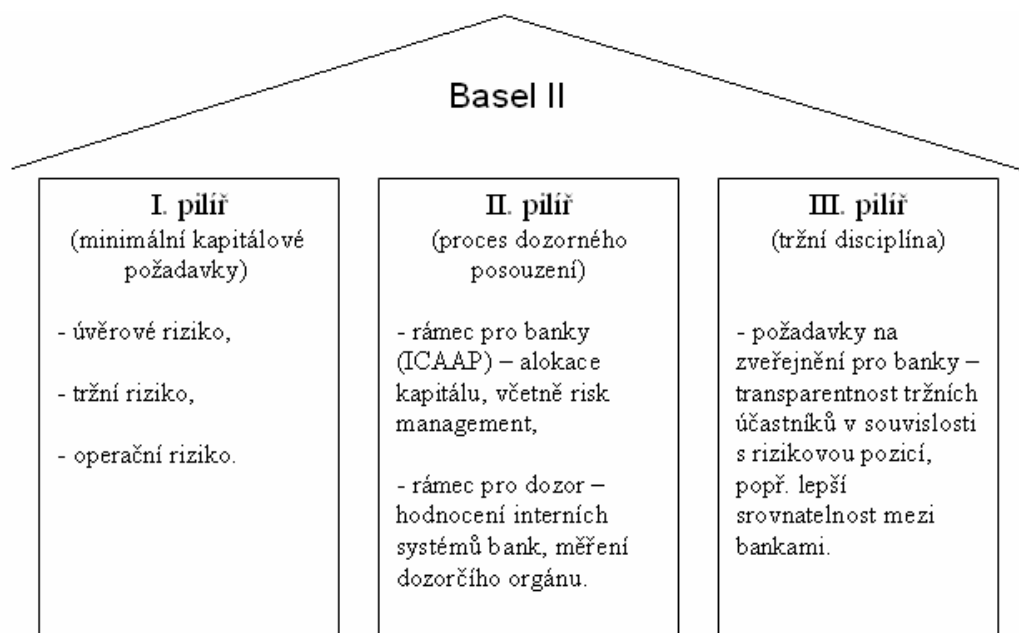 Basel II
I. pilíř
(minimální kapitálové
požadavky)
- úvěrové riziko,
- tržní riziko,
- operační riziko.
II. pilíř
(proces dozorného
posouzení)
- rámec pro banky
(ICAAP) – alokace
kapitálu, včetně risk
management,
- rámec pro dozor –
hodnocení interních
systémů bank, měření
dozorčího orgánu.
III. pilíř
(tržní disciplína)
- požadavky na
zveřejnění pro banky –
transparentnost tržních
účastníků v souvislosti
s rizikovou pozicí,
popř. lepší
srovnatelnost mezi
bankami.